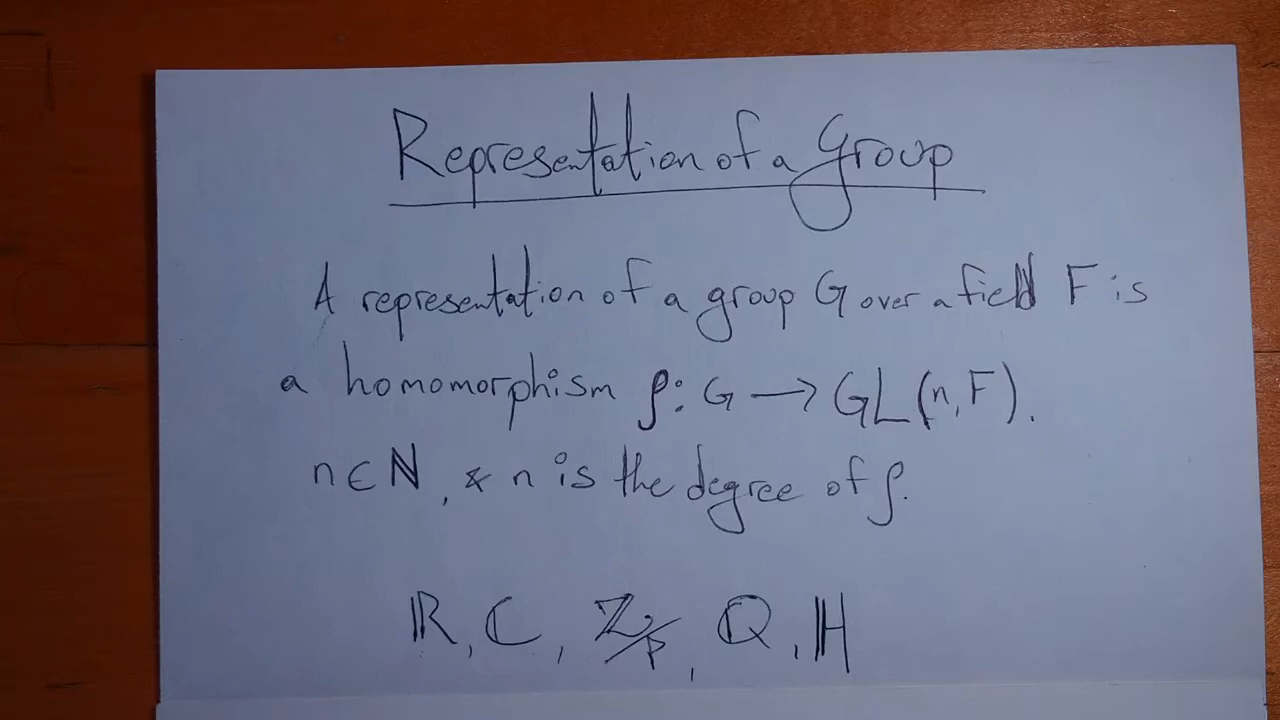 Representation of a Group
A representation of a group G over a field F is
a homomorphism ρ: G → GL(n, F).
n ∈ ℕ, & n is the degree of ρ.
ℝ, ℂ, ℤ/p, ℚ, ℍ